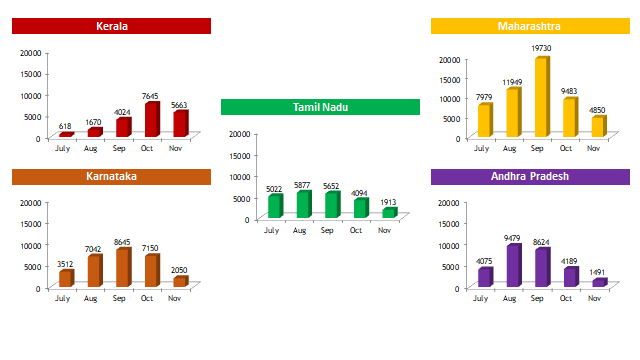 Kerala
20000
15000
10000
5000
0
618 1670 4024 7645 5663
July Aug Sep Oct Nov
Maharashtra
20000
15000
10000
5000
0
7979 11949 19730 9483 4850
July Aug Sep Oct Nov
Tamil Nadu
20000
15000
10000
5000
0
5022 5877 5652 4094 1913
July Aug Sep Oct Nov
Karnataka
20000
15000
10000
5000
0
3512 7042 8645 7150 2050
July Aug Sep Oct Nov
Andhra Pradesh
20000
15000
10000
5000
0
4075 9479 8624 4189 1491
July Aug Sep Oct Nov